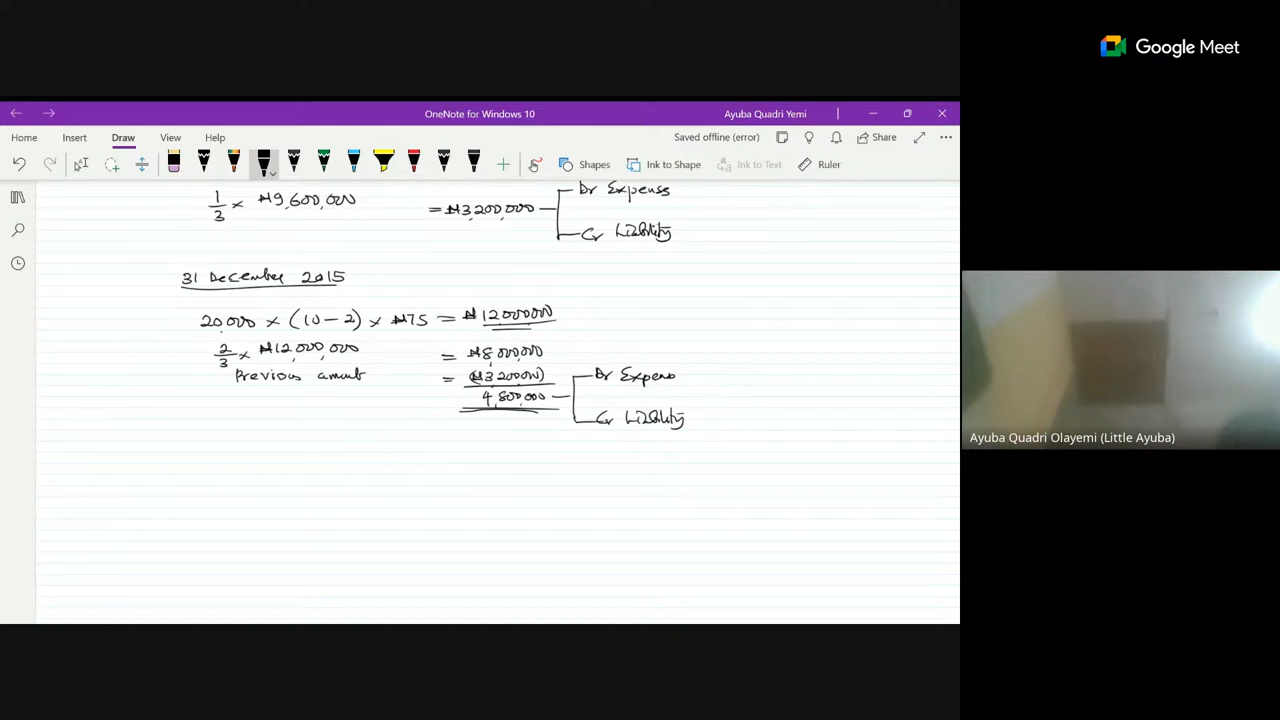 Google Meet
OneNote for Windows 10
Ayuba Quadri Yemi
Home Insert Draw View Help
Saved offline (error)
Share
Shapes
Ink to Shape
Ink to Text
Ruler
1/3 × ₦9,600,000 = ₦3,200,000
Dr Expenses
Cr Liability
31 December 2015
20,000 × (10-2) × ₦75 = ₦12,000,000
2/3 × ₦12,000,000 = ₦8,000,000
Previous amount = (₦3,200,000)
Dr Expens
4,800,000
Cr Liability
Ayuba Quadri Olayemi (Little Ayuba)